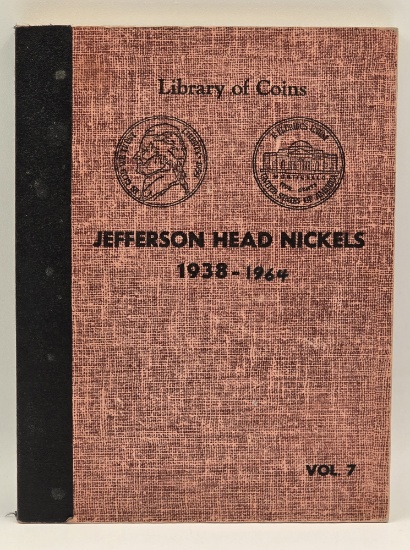 Library of Coins
JEFFERSON HEAD NICKELS
1938-1964
VOL. 7